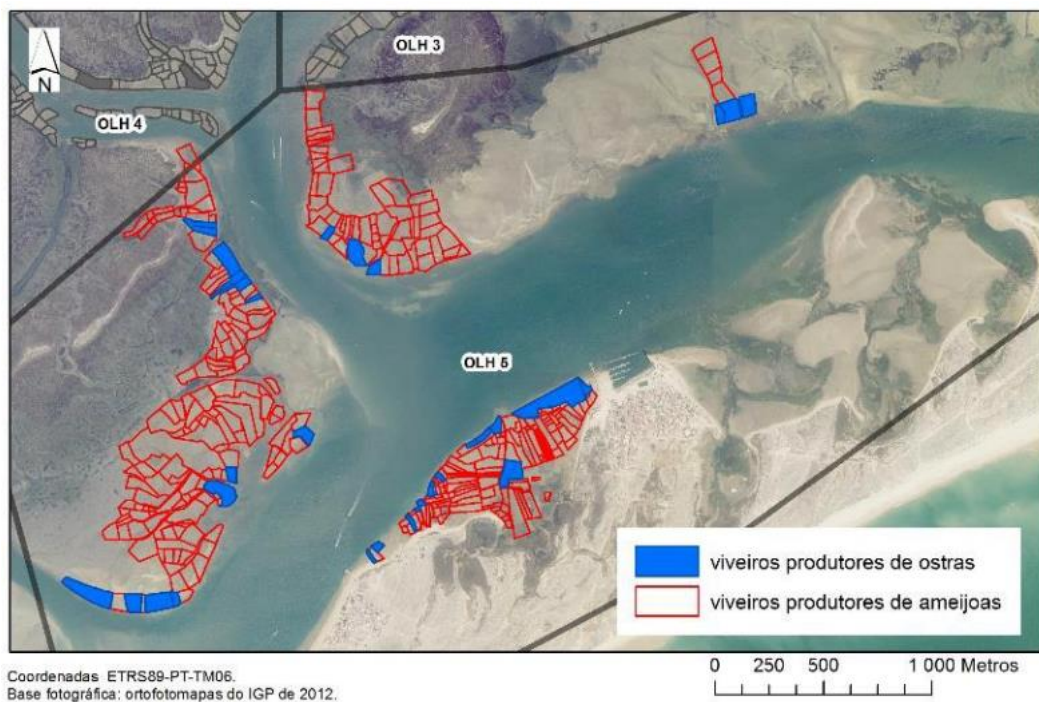 OLH 3
N
OLH 4
OLH 5
viveiros produtores de ostras
viveiros produtores de ameijoas
Coordenadas ETRS89-PT-TM06.
Base fotográfica: ortofotomapas do IGP de 2012.
0 250 500 1 000 Metros